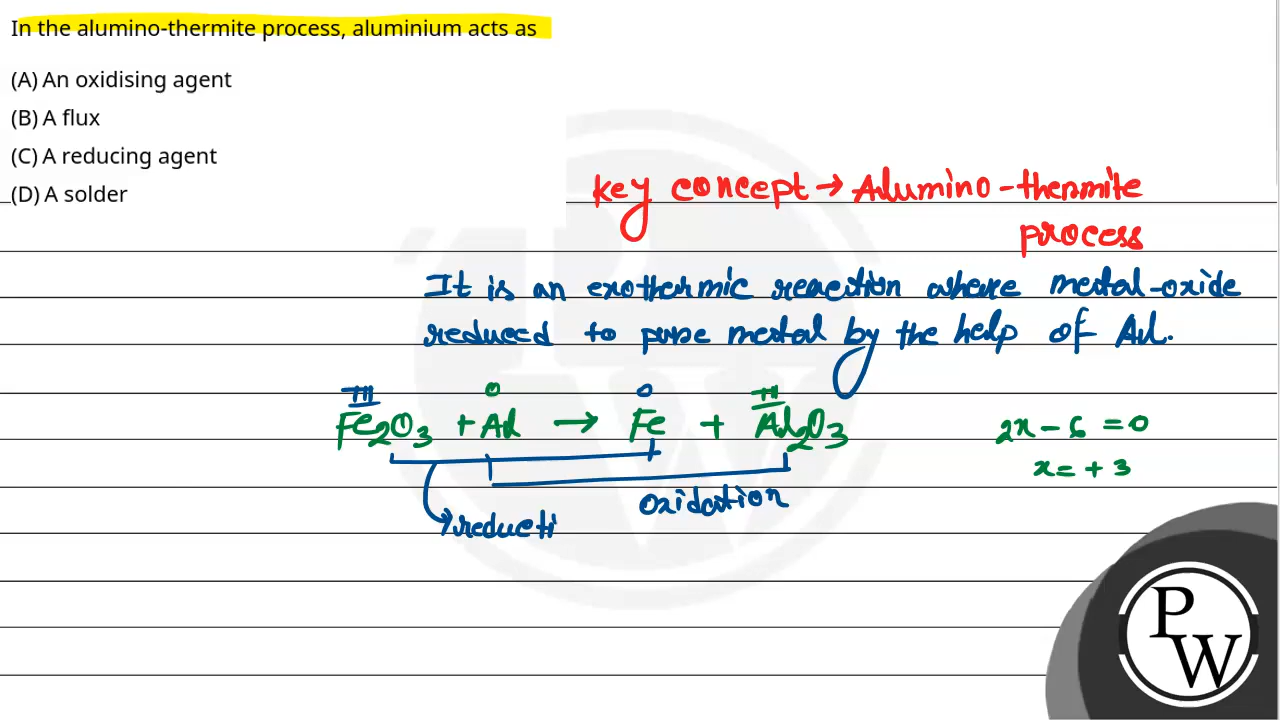 In the alumino-thermite process, aluminium acts as
(A) An oxidising agent
(B) A flux
(C) A reducing agent
(D) A solder
key concept → Alumino-thermite
process
It is an exothermic reaction where metal-oxide
reduced to pure metal by the help of Al.
III 0 0 III
Fe₂O₃ + Al → Fe + Al₂O₃
2x - 6 = 0
x = + 3
oxidation
reducti
PW